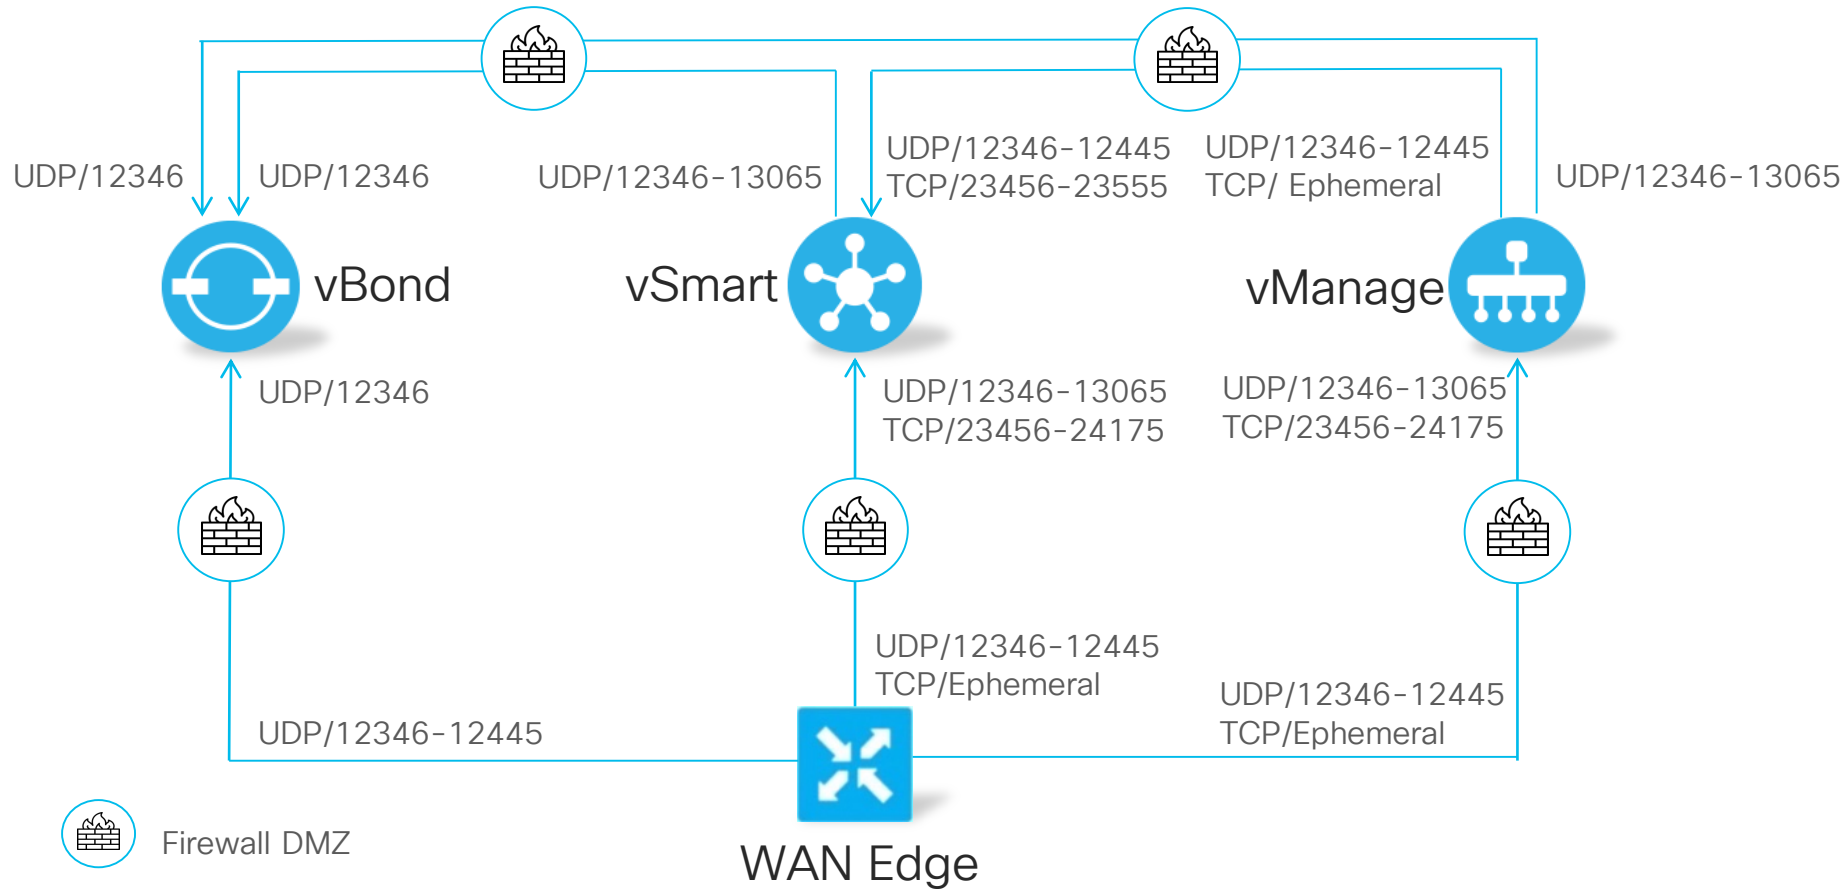 UDP/12346
UDP/12346
UDP/12346-13065
UDP/12346-12445
TCP/23456-23555
UDP/12346-12445
TCP/ Ephemeral
UDP/12346-13065
vBond
vSmart
vManage
UDP/12346
UDP/12346-13065
TCP/23456-24175
UDP/12346-13065
TCP/23456-24175
UDP/12346-12445
UDP/12346-12445
TCP/Ephemeral
UDP/12346-12445
TCP/Ephemeral
Firewall DMZ
WAN Edge